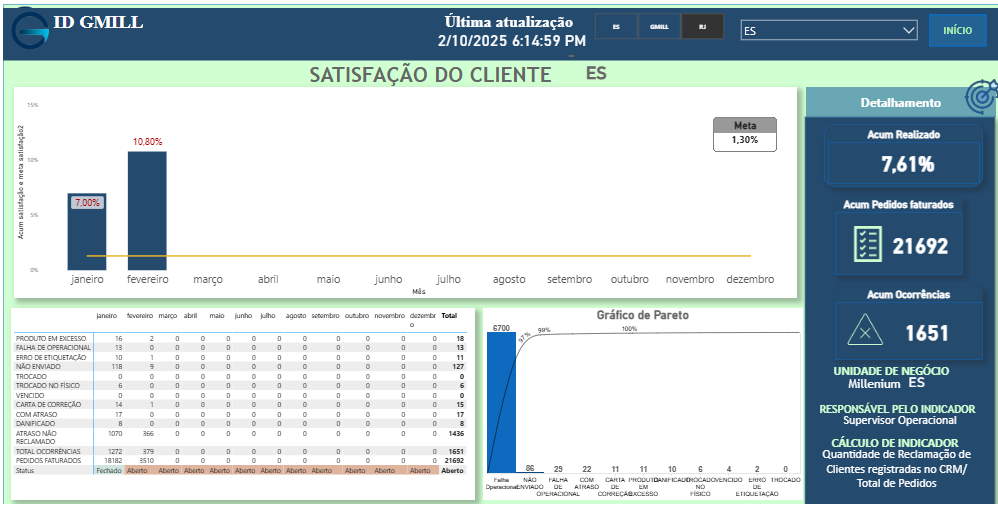 ID GMILL
Última atualização
2/10/2025 6:14:59 PM
ES GMILL RJ
ES
INÍCIO
SATISFAÇÃO DO CLIENTE ES
15%
10%
5%
0%
Acum satisfação e meta satisfação2
7,00%
10,80%
Meta
1,30%
janeiro fevereiro março abril maio junho julho agosto setembro outubro novembro dezembro
Mês
Detalhamento
Acum Realizado
7,61%
Acum Pedidos faturados
21692
Acum Ocorrências
1651
UNIDADE DE NEGÓCIO
Millenium ES
RESPONSÁVEL PELO INDICADOR
Supervisor Operacional
CÁLCULO DE INDICADOR
Quantidade de Reclamação de
Clientes registradas no CRM/
Total de Pedidos
janeiro fevereiro março abril maio junho julho agosto setembro outubro novembro dezembr
o
Total
PRODUTO EM EXCESSO 16 2 0 0 0 0 0 0 0 0 0 0 18
FALHA DE OPERACIONAL 13 0 0 0 0 0 0 0 0 0 0 0 13
ERRO DE ETIQUETAÇÃO 10 1 0 0 0 0 0 0 0 0 0 0 11
NÃO ENVIADO 118 9 0 0 0 0 0 0 0 0 0 0 127
TROCADO 0 0 0 0 0 0 0 0 0 0 0 0 0
TROCADO NO FÍSICO 6 0 0 0 0 0 0 0 0 0 0 0 6
VENCIDO 0 0 0 0 0 0 0 0 0 0 0 0 0
CARTA DE CORREÇÃO 14 1 0 0 0 0 0 0 0 0 0 0 15
COM ATRASO 17 0 0 0 0 0 0 0 0 0 0 0 17
DANIFICADO 8 0 0 0 0 0 0 0 0 0 0 0 8
ATRASO NÃO 1070 366 0 0 0 0 0 0 0 0 0 0 1436
RECLAMADO
TOTAL OCORRÊNCIAS 1272 379 0 0 0 0 0 0 0 0 0 0 1651
PEDIDOS FATURADOS 18182 3510 0 0 0 0 0 0 0 0 0 0 21692
Status Fechado Aberto Aberto Aberto Aberto Aberto Aberto Aberto Aberto Aberto Aberto Aberto Aberto
Gráfico de Pareto
6700
97%
99%
100%
86 29 22 11 11 10 6 4 2 0
Falha
Operacional
NÃO
ENVIADO
FALHA
DE
OPERACIONAL
COM
ATRASO
CARTA
DE
CORREÇÃO
PRODUTO
EM
EXCESSO
DANIFICADO
TROCADO
NO
FÍSICO
VENCIDO
ERRO
DE
ETIQUETAÇÃO
TROCADO